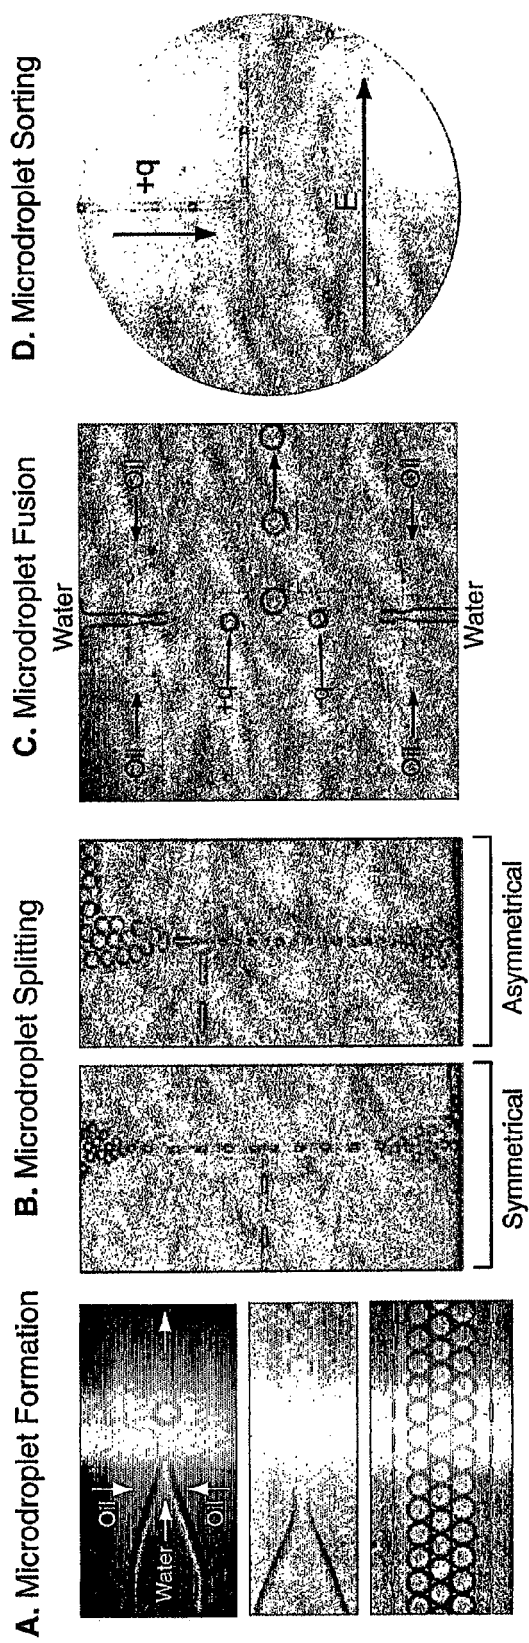 A. Microdroplet Formation
Oil
Water
Oil
B. Microdroplet Splitting
Symmetrical
Asymmetrical
C. Microdroplet Fusion
Water
Oil
Oil
+q
-q
Oil
Oil
Water
D. Microdroplet Sorting
+q
E